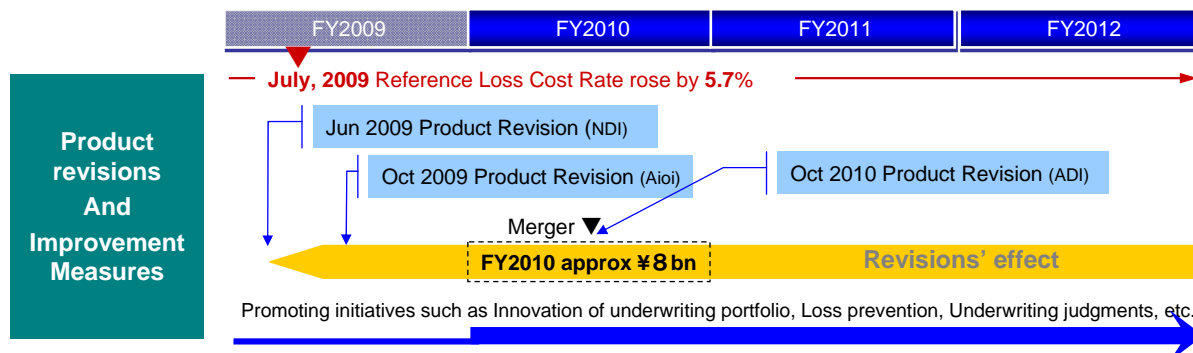 FY2009 FY2010 FY2011 FY2012
July, 2009 Reference Loss Cost Rate rose by 5.7%
Product
revisions
And
Improvement
Measures
Jun 2009 Product Revision (NDI)
Oct 2009 Product Revision (Aioi)
Oct 2010 Product Revision (ADI)
Merger ▼
FY2010 approx ¥8 bn
Revisions' effect
Promoting initiatives such as Innovation of underwriting portfolio, Loss prevention, Underwriting judgments, etc.